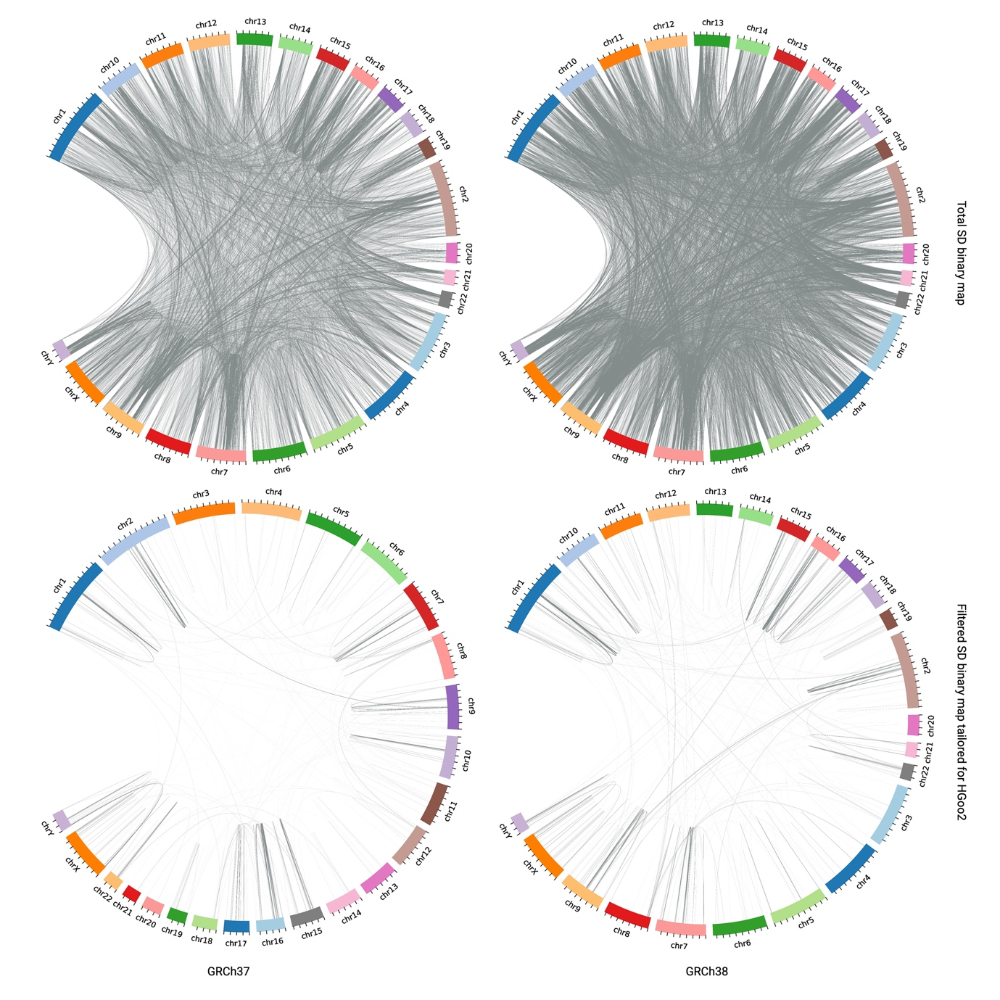 chr1
chr10
chr11
chr12
chr13
chr14
chr15
chr16
chr17
chr18
chr19
chr2
chr20
chr21
chr22
chr3
chr4
chr5
chr6
chr7
chr8
chr9
chrX
chrY
chr1
chr10
chr11
chr12
chr13
chr14
chr15
chr16
chr17
chr18
chr19
chr2
chr20
chr21
chr22
chr3
chr4
chr5
chr6
chr7
chr8
chr9
chrX
chrY
Total SD binary map
chr1
chr2
chr3
chr4
chr5
chr6
chr7
chr8
chr9
chr10
chr11
chr12
chr13
chr14
chr15
chr16
chr17
chr18
chr19
chr20
chr21
chr22
chrX
chrY
chr1
chr10
chr11
chr12
chr13
chr14
chr15
chr16
chr17
chr18
chr19
chr2
chr20
chr21
chr22
chr3
chr4
chr5
chr6
chr7
chr8
chr9
chrX
chrY
Filtered SD binary map tailored for HGoo2
GRCh37
GRCh38